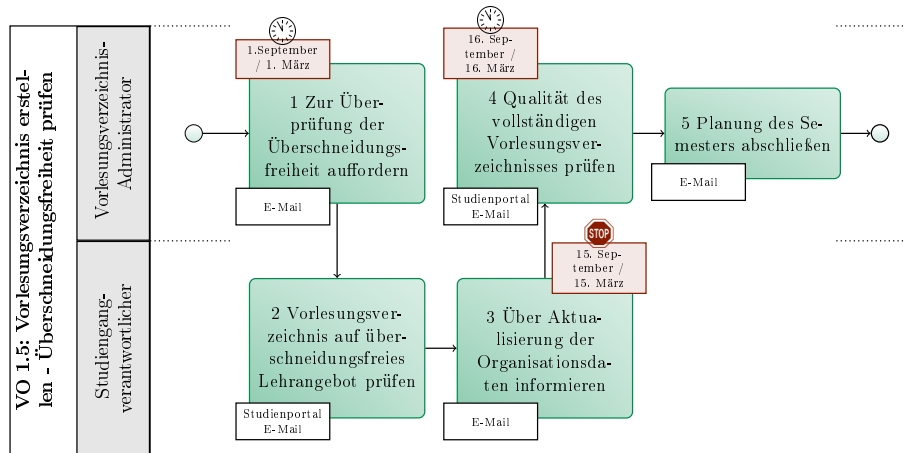 VO 1.5: Vorlesungsverzeichnis erstel-
len - Überschneidungsfreiheit prüfen
Vorlesungsverzeichnis-
Administrator
1.September
/ 1. März
1 Zur Über-
prüfung der
Überschneidungs-
freiheit auffordern
E-Mail
16. Sep-
tember /
16. März
4 Qualität des
vollständigen
Vorlesungsver-
zeichnisses prüfen
Studienportal
E-Mail
5 Planung des Se-
mesters abschließen
E-Mail
Studiengang-
verantwortlicher
2 Vorlesungsver-
zeichnis auf über-
schneidungsfreies
Lehrangebot prüfen
Studienportal
E-Mail
STOP
15. Sep-
tember /
15. März
3 Über Aktua-
lisierung der
Organisationsda-
ten informieren
E-Mail